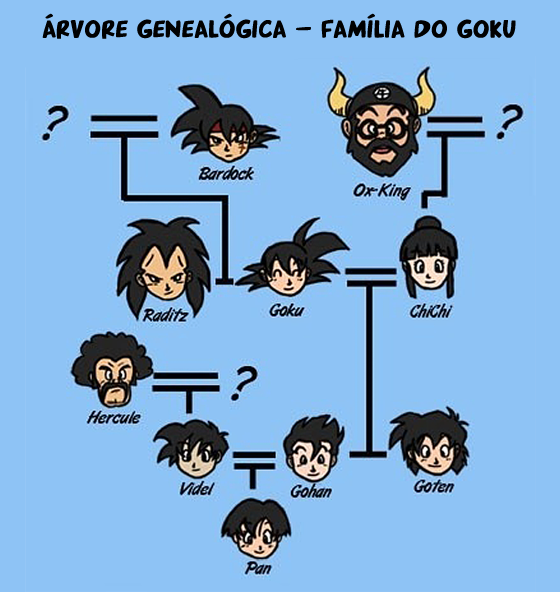 ÁRVORE GENEALÓGICA – FAMÍLIA DO GOKU
?
?
Bardock
Ox-King
Raditz
Goku
ChiChi
?
Hercule
Videl
Gohan
Goten
Pan